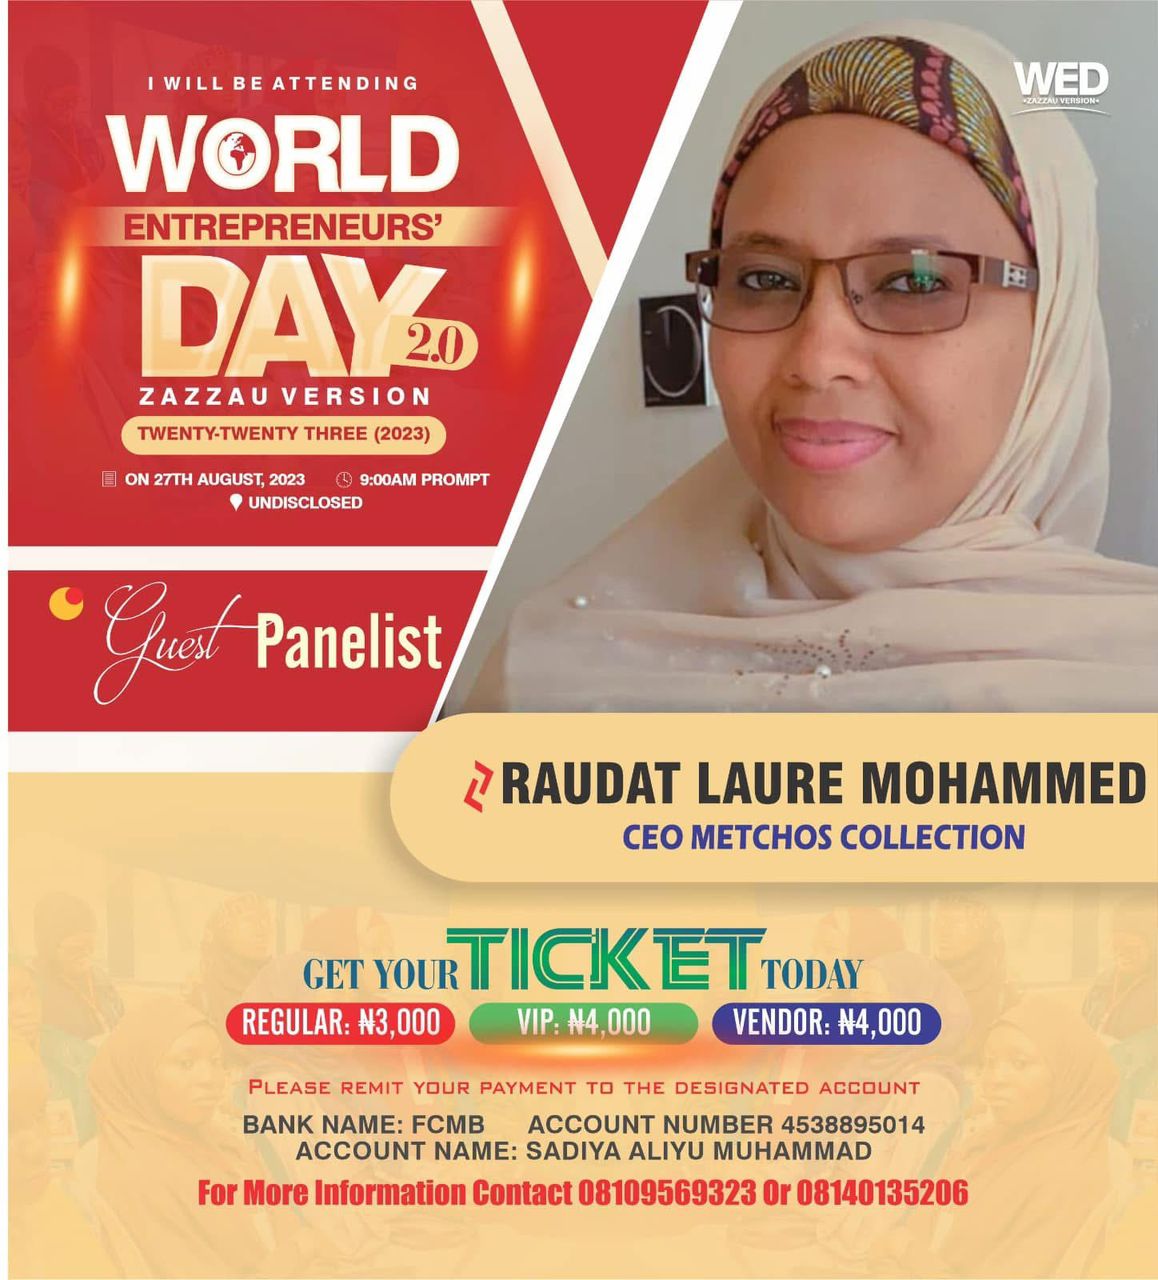 I WILL BE ATTENDING
WORLD
ENTREPRENEURS'
DAY
2.0
ZAZZAU VERSION
TWENTY-TWENTY THREE (2023)
ON 27TH AUGUST, 2023 9:00AM PROMPT
UNDISCLOSED
WED
•ZAZZAU VERSION•
Guest Panelist
RAUDAT LAURE MOHAMMED
CEO METCHOS COLLECTION
GET YOUR TICKET TODAY
REGULAR: ₦3,000 VIP: ₦4,000 VENDOR: ₦4,000
PLEASE REMIT YOUR PAYMENT TO THE DESIGNATED ACCOUNT
BANK NAME: FCMB ACCOUNT NUMBER 4538895014
ACCOUNT NAME: SADIYA ALIYU MUHAMMAD
For More Information Contact 08109569323 Or 08140135206